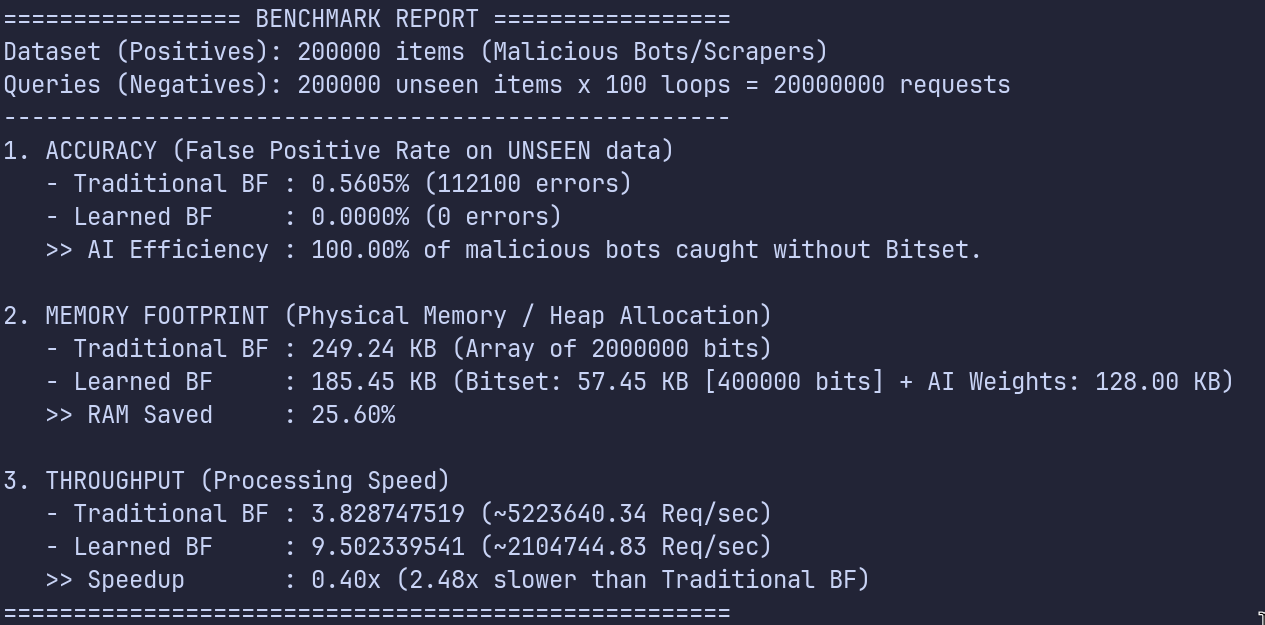 ================= BENCHMARK REPORT =================
Dataset (Positives): 200000 items (Malicious Bots/Scrapers)
Queries (Negatives): 200000 unseen items x 100 loops = 20000000 requests
----------------------------------------------------
1. ACCURACY (False Positive Rate on UNSEEN data)
   - Traditional BF : 0.5605% (112100 errors)
   - Learned BF     : 0.0000% (0 errors)
   >> AI Efficiency : 100.00% of malicious bots caught without Bitset.

2. MEMORY FOOTPRINT (Physical Memory / Heap Allocation)
   - Traditional BF : 249.24 KB (Array of 2000000 bits)
   - Learned BF     : 185.45 KB (Bitset: 57.45 KB [400000 bits] + AI Weights: 128.00 KB)
   >> RAM Saved     : 25.60%

3. THROUGHPUT (Processing Speed)
   - Traditional BF : 3.828747519 (~5223640.34 Req/sec)
   - Learned BF     : 9.502339541 (~2104744.83 Req/sec)
   >> Speedup       : 0.40x (2.48x slower than Traditional BF)
====================================================